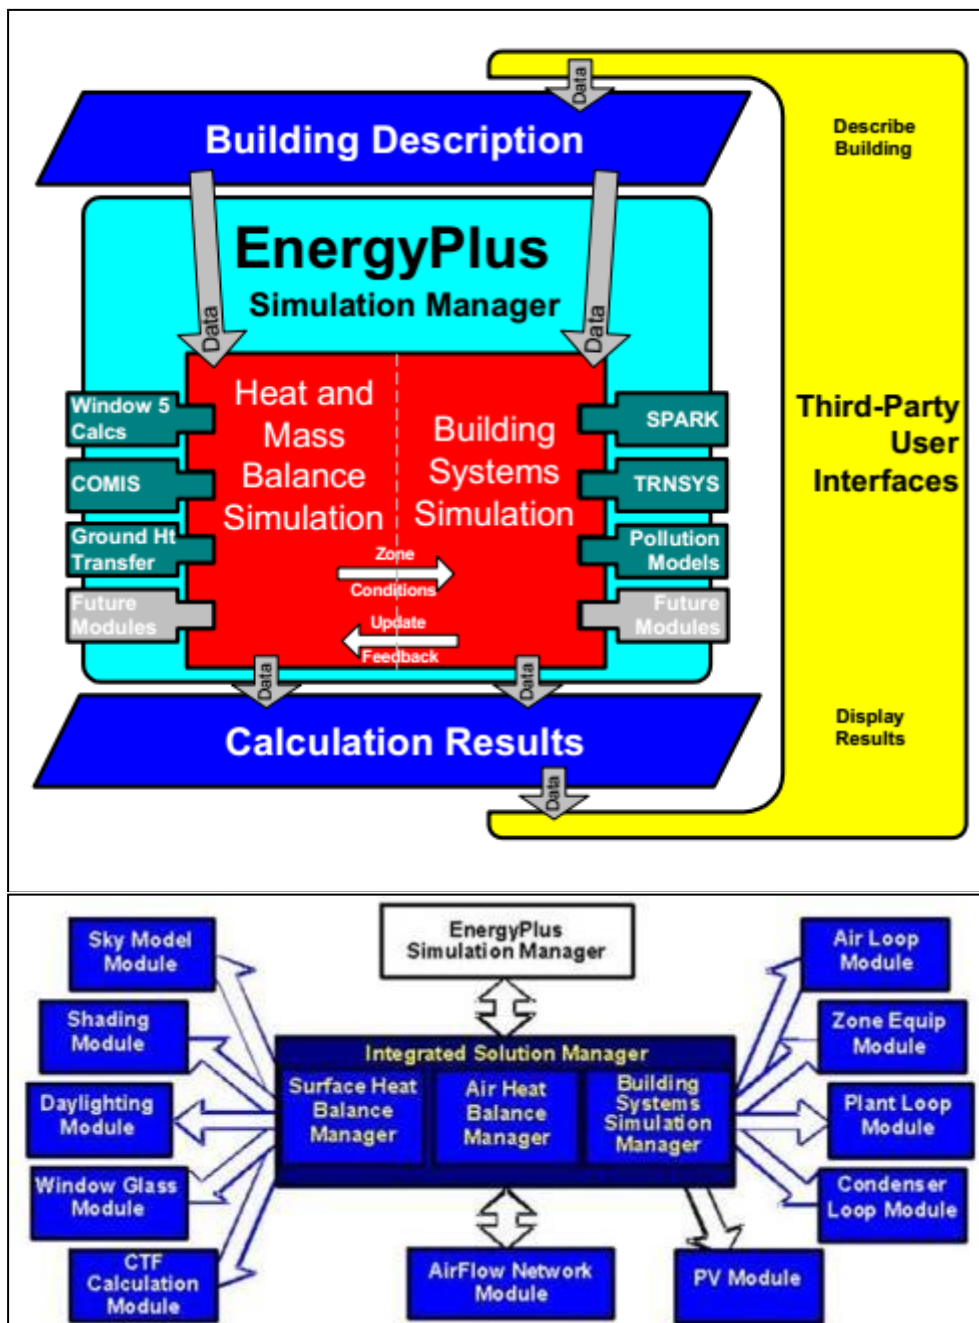 Data
Building Description
Describe
Building
EnergyPlus
Simulation Manager
Data
Data
Heat and
Mass
Balance
Simulation
Building
Systems
Simulation
Window 5
Calcs
COMIS
Ground Ht
Transfer
Future
Modules
SPARK
TRNSYS
Pollution
Models
Future
Modules
Zone
Conditions
Update
Feedback
Third-Party
User
Interfaces
Data
Data
Calculation Results
Display
Results
Data
Sky Model
Module
EnergyPlus
Simulation Manager
Air Loop
Module
Shading
Module
Zone Equip
Module
Integrated Solution Manager
Surface Heat
Balance
Manager
Air Heat
Balance
Manager
Building
Systems
Simulation
Manager
Daylighting
Module
Plant Loop
Module
Window Glass
Module
Condenser
Loop Module
CTF
Calculation
Module
AirFlow Network
Module
PV Module